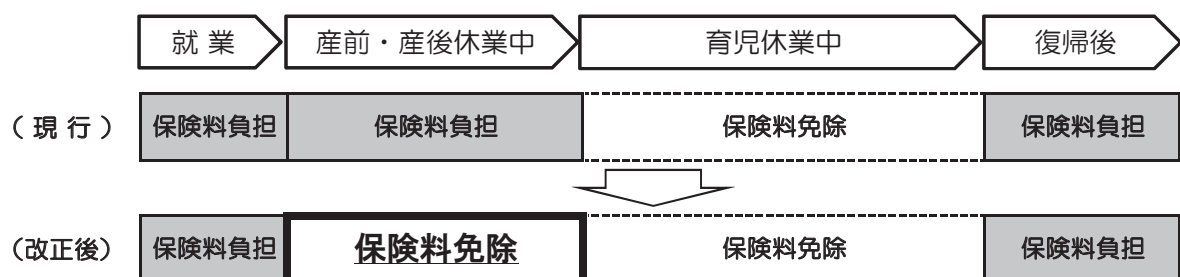 就 業 産前・産後休業中 育児休業中 復帰後
( 現 行 ) 保険料負担 保険料負担 保険料免除 保険料負担
(改正後) 保険料負担 保険料免除 保険料免除 保険料負担